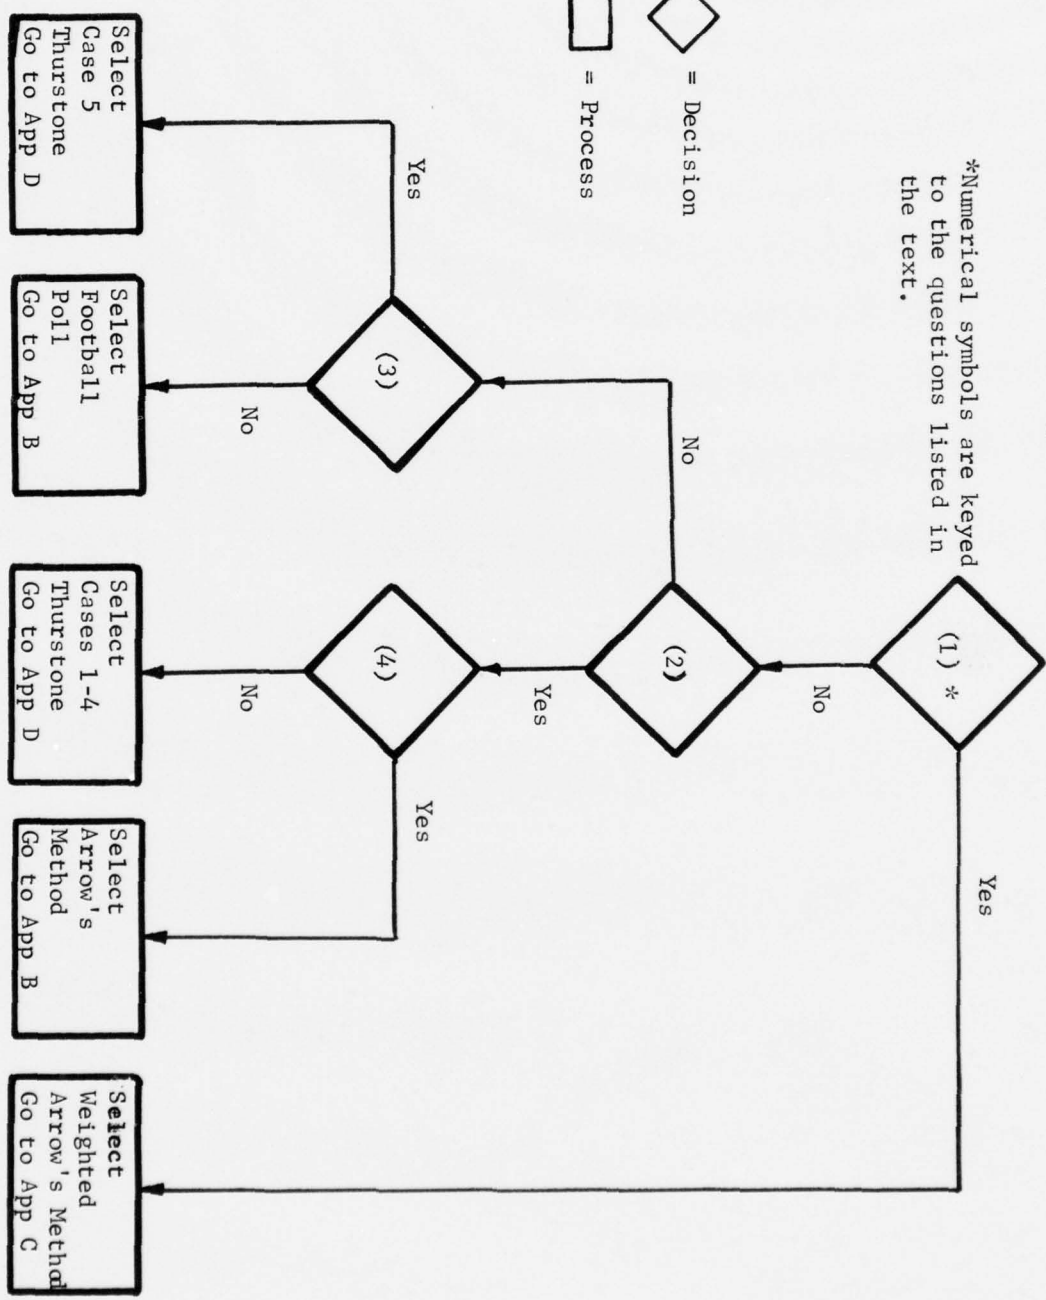 *Numerical symbols are keyed
to the questions listed in
the text.
= Decision
= Process
(1) *
Yes
No
(2)
No
Yes
(3)
(4)
Yes
No
No
Yes
Select
Case 5
Thurstone
Go to App D
Select
Football
Poll
Go to App B
Select
Cases 1-4
Thurstone
Go to App D
Select
Arrow's
Method
Go to App B
Select
Weighted
Arrow's Method
Go to App C